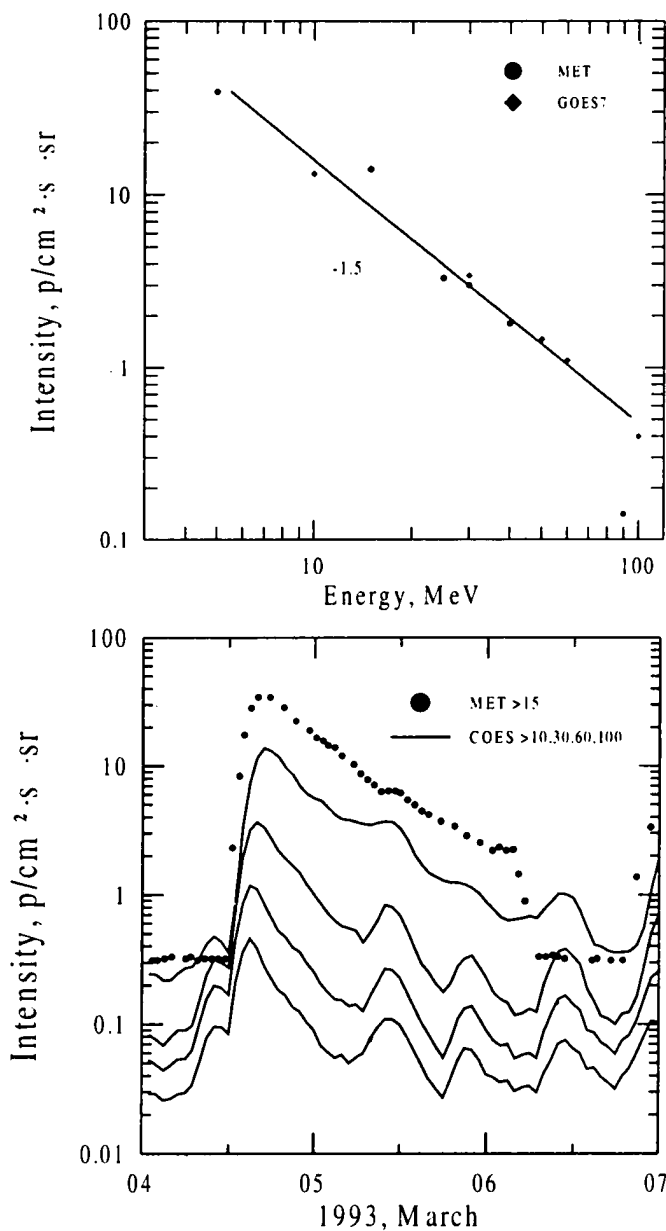 100
MET
GOES7
10
-1.5
1
0.1
Intensity, p/cm²·s ·sr
10
100
Energy, MeV
100
MET >15
COES >10.30.60.100
10
1
0.1
0.01
Intensity, p/cm²·s ·sr
04
05
06
07
1993, March